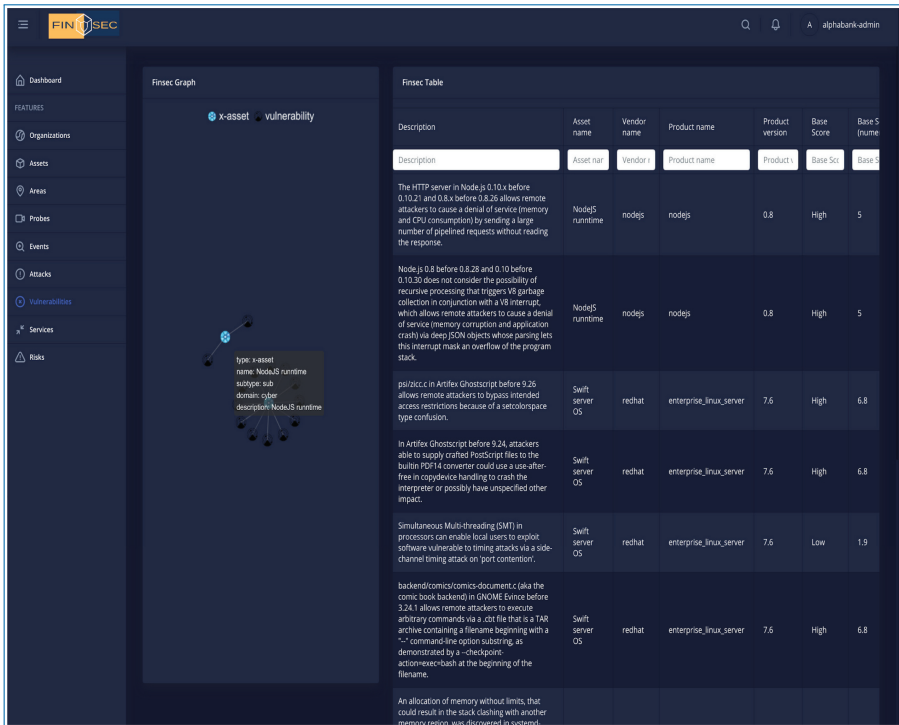 FINSEC
A alphabank-admin
Dashboard
FEATURES
Organizations
Assets
Areas
Probes
Events
Attacks
Vulnerabilities
Services
Risks
Finsec Graph
x-asset vulnerability
type: x-asset
name: NodeJS runntime
subtype: sub
domain: cyber
description: NodeJS runntime
Finsec Table
Description
Asset name
Vendor name
Product name
Product version
Base Score
Base S
(nume
Description
Asset nar
Vendor
Product name
Product
Base Sco
Base S
The HTTP server in Node.js 0.10.x before
0.10.21 and 0.8.x before 0.8.26 allows remote
attackers to cause a denial of service (memory
and CPU consumption) by sending a large
number of pipelined requests without reading
the response.
NodeJS runntime
nodejs
nodejs
0.8
High
5
Node.js 0.8 before 0.8.28 and 0.10 before
0.10.30 does not consider the possibility of
recursive processing that triggers V8 garbage
collection in conjunction with a V8 interrupt,
which allows remote attackers to cause a denial
of service (memory corruption and application
crash) via deep JSON objects whose parsing lets
this interrupt mask an overflow of the program
stack.
NodeJS runntime
nodejs
nodejs
0.8
High
5
psi/zicc.c in Artifex Ghostscript before 9.26
allows remote attackers to bypass intended
access restrictions because of a setcolorspace
type confusion.
Swift server OS
redhat
enterprise_linux_server
7.6
High
6.8
In Artifex Ghostscript before 9.24, attackers
able to supply crafted PostScript files to the
builtin PDF14 converter could use a use-after-
free in copydevice handling to crash the
interpreter or possibly have unspecified other
impact.
Swift server OS
redhat
enterprise_linux_server
7.6
High
6.8
Simultaneous Multi-threading (SMT) in
processors can enable local users to exploit
software vulnerable to timing attacks via a side-
channel timing attack on 'port contention'.
Swift server OS
redhat
enterprise_linux_server
7.6
Low
1.9
backend/comics/comics-document.c (aka the
comic book backend) in GNOME Evince before
3.24.1 allows remote attackers to execute
arbitrary commands via a .cbt file that is a TAR
archive containing a filename beginning with a
"--" command-line option substring, as
demonstrated by a --checkpoint-
action=exec=bash at the beginning of the
filename.
Swift server OS
redhat
enterprise_linux_server
7.6
High
6.8
An allocation of memory without limits, that
could result in the stack clashing with another
memory region, was discovered in systemd-